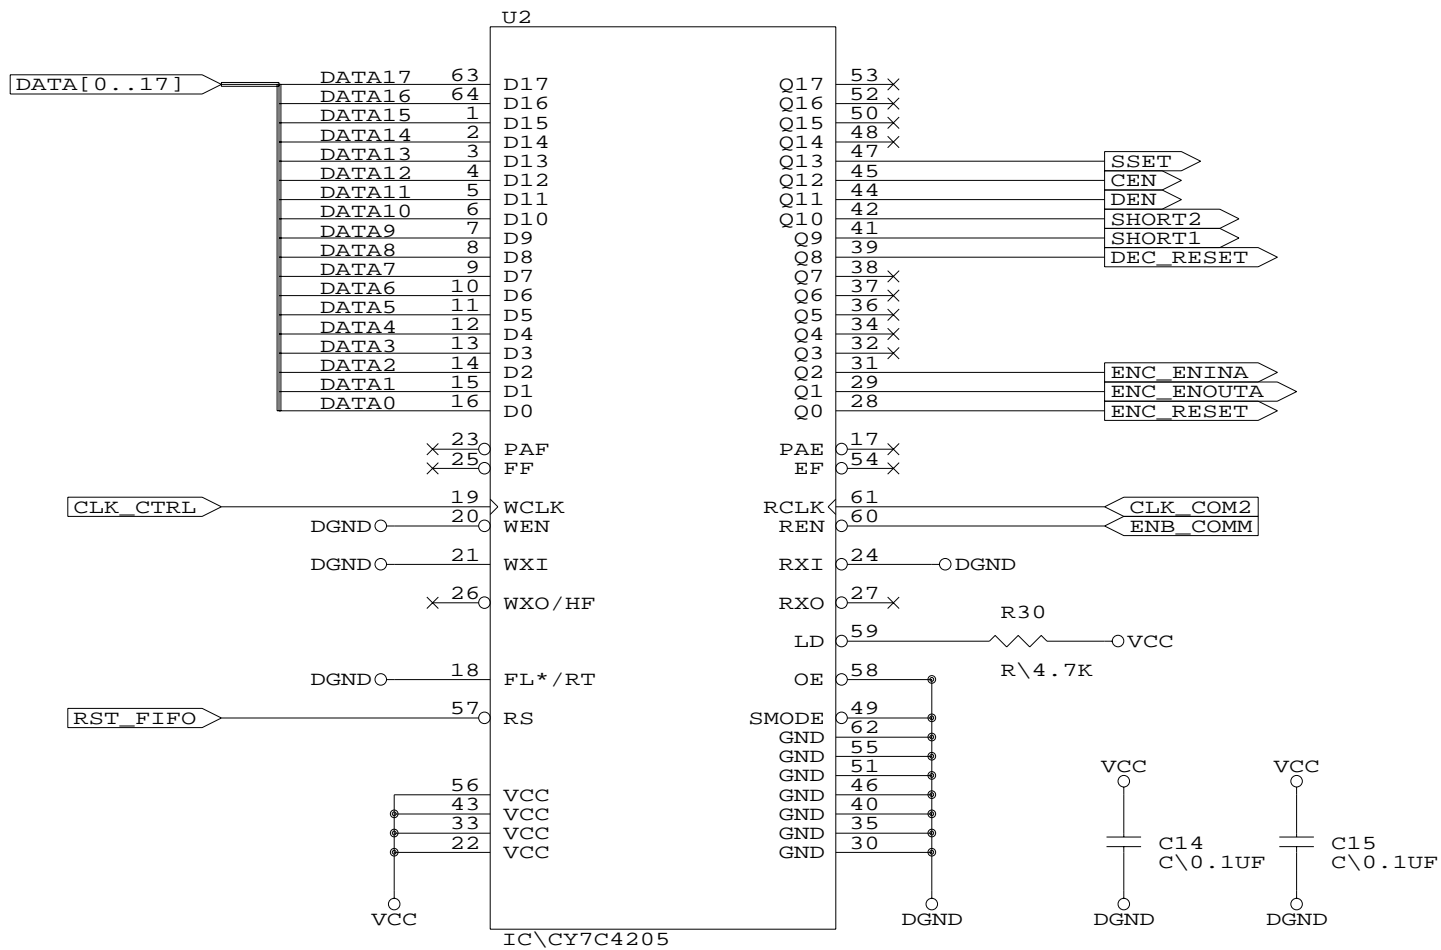 U2
DATA[0..17]
DATA17 63 D17 Q17 53
DATA16 64 D16 Q16 52
DATA15 1 D15 Q15 50
DATA14 2 D14 Q14 48
DATA13 3 D13 Q13 47 SSET
DATA12 4 D12 Q12 45 CEN
DATA11 5 D11 Q11 44 DEN
DATA10 6 D10 Q10 42 SHORT2
DATA9 7 D9 Q9 41 SHORT1
DATA8 8 D8 Q8 39 DEC_RESET
DATA7 9 D7 Q7 38
DATA6 10 D6 Q6 37
DATA5 11 D5 Q5 36
DATA4 12 D4 Q4 34
DATA3 13 D3 Q3 32
DATA2 14 D2 Q2 31 ENC_ENINA
DATA1 15 D1 Q1 29 ENC_ENOUTA
DATA0 16 D0 Q0 28 ENC_RESET
23 PAF PAE 17
25 FF EF 54
CLK_CTRL 19 WCLK RCLK 61 CLK_COM2
DGND 20 WEN REN 60 ENB_COMM
DGND 21 WXI RXI 24 DGND
26 WXO/HF RXO 27
R30
LD 59 VCC
R\4.7K
DGND 18 FL*/RT OE 58
RST_FIFO 57 RS SMODE 49
GND 62
GND 55
GND 51
56 VCC GND 46
43 VCC GND 40
33 VCC GND 35
22 VCC GND 30
VCC
DGND
VCC
C14
C\0.1UF
DGND
VCC
C15
C\0.1UF
DGND
IC\CY7C4205